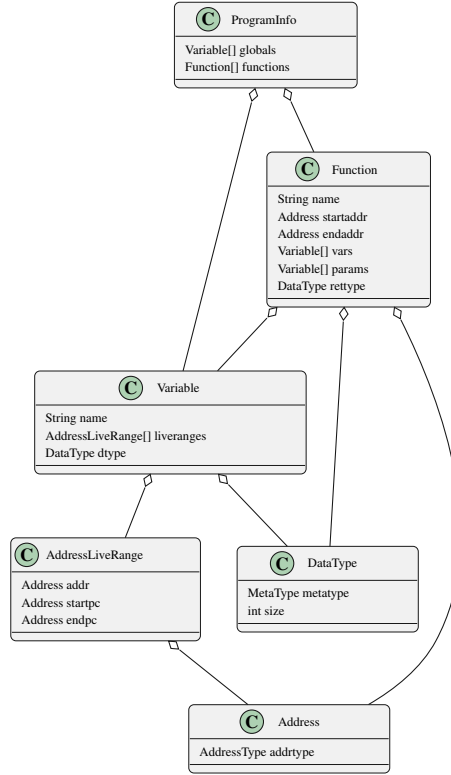 C ProgramInfo
Variable[] globals
Function[] functions
C Function
String name
Address startaddr
Address endaddr
Variable[] vars
Variable[] params
DataType rettype
C Variable
String name
AddressLiveRange[] liveranges
DataType dtype
C AddressLiveRange
Address addr
Address startpc
Address endpc
C DataType
MetaType metatype
int size
C Address
AddressType addrtype